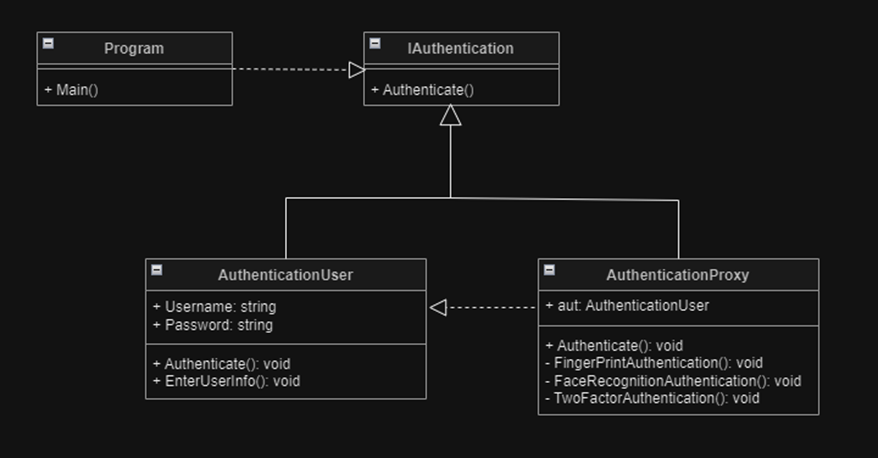 Program
+ Main()
IAuthentication
+ Authenticate()
AuthenticationUser
+ Username: string
+ Password: string
+ Authenticate(): void
+ EnterUserInfo(): void
AuthenticationProxy
+ aut: AuthenticationUser
+ Authenticate(): void
- FingerPrintAuthentication(): void
- FaceRecognitionAuthentication(): void
- TwoFactorAuthentication(): void